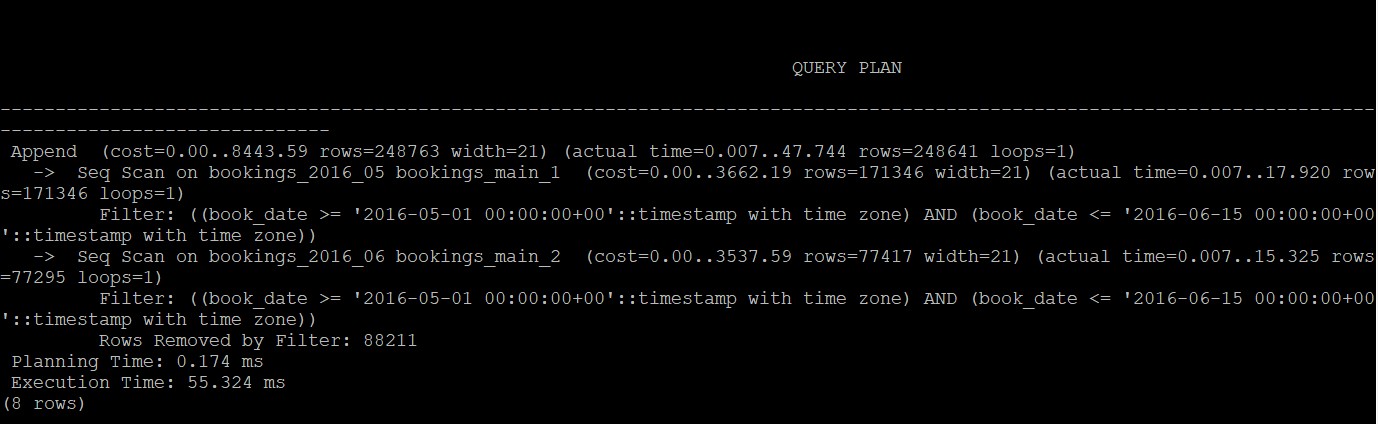 QUERY PLAN
-----------------------------------------------------------------------------------------------------------------------------
------------------------------
Append  (cost=0.00..8443.59 rows=248763 width=21) (actual time=0.007..47.744 rows=248641 loops=1)
->  Seq Scan on bookings_2016_05 bookings_main_1  (cost=0.00..3662.19 rows=171346 width=21) (actual time=0.007..17.920 row
s=171346 loops=1)
Filter: ((book_date >= '2016-05-01 00:00:00+00'::timestamp with time zone) AND (book_date <= '2016-06-15 00:00:00+00
'::timestamp with time zone))
->  Seq Scan on bookings_2016_06 bookings_main_2  (cost=0.00..3537.59 rows=77417 width=21) (actual time=0.007..15.325 rows
=77295 loops=1)
Filter: ((book_date >= '2016-05-01 00:00:00+00'::timestamp with time zone) AND (book_date <= '2016-06-15 00:00:00+00
'::timestamp with time zone))
Rows Removed by Filter: 88211
Planning Time: 0.174 ms
Execution Time: 55.324 ms
(8 rows)